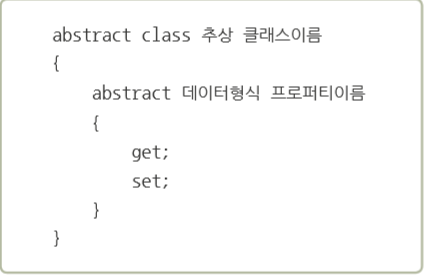 abstract class 추상 클래스이름
{
    abstract 데이터형식 프로퍼티이름
    {
        get;
        set;
    }
}